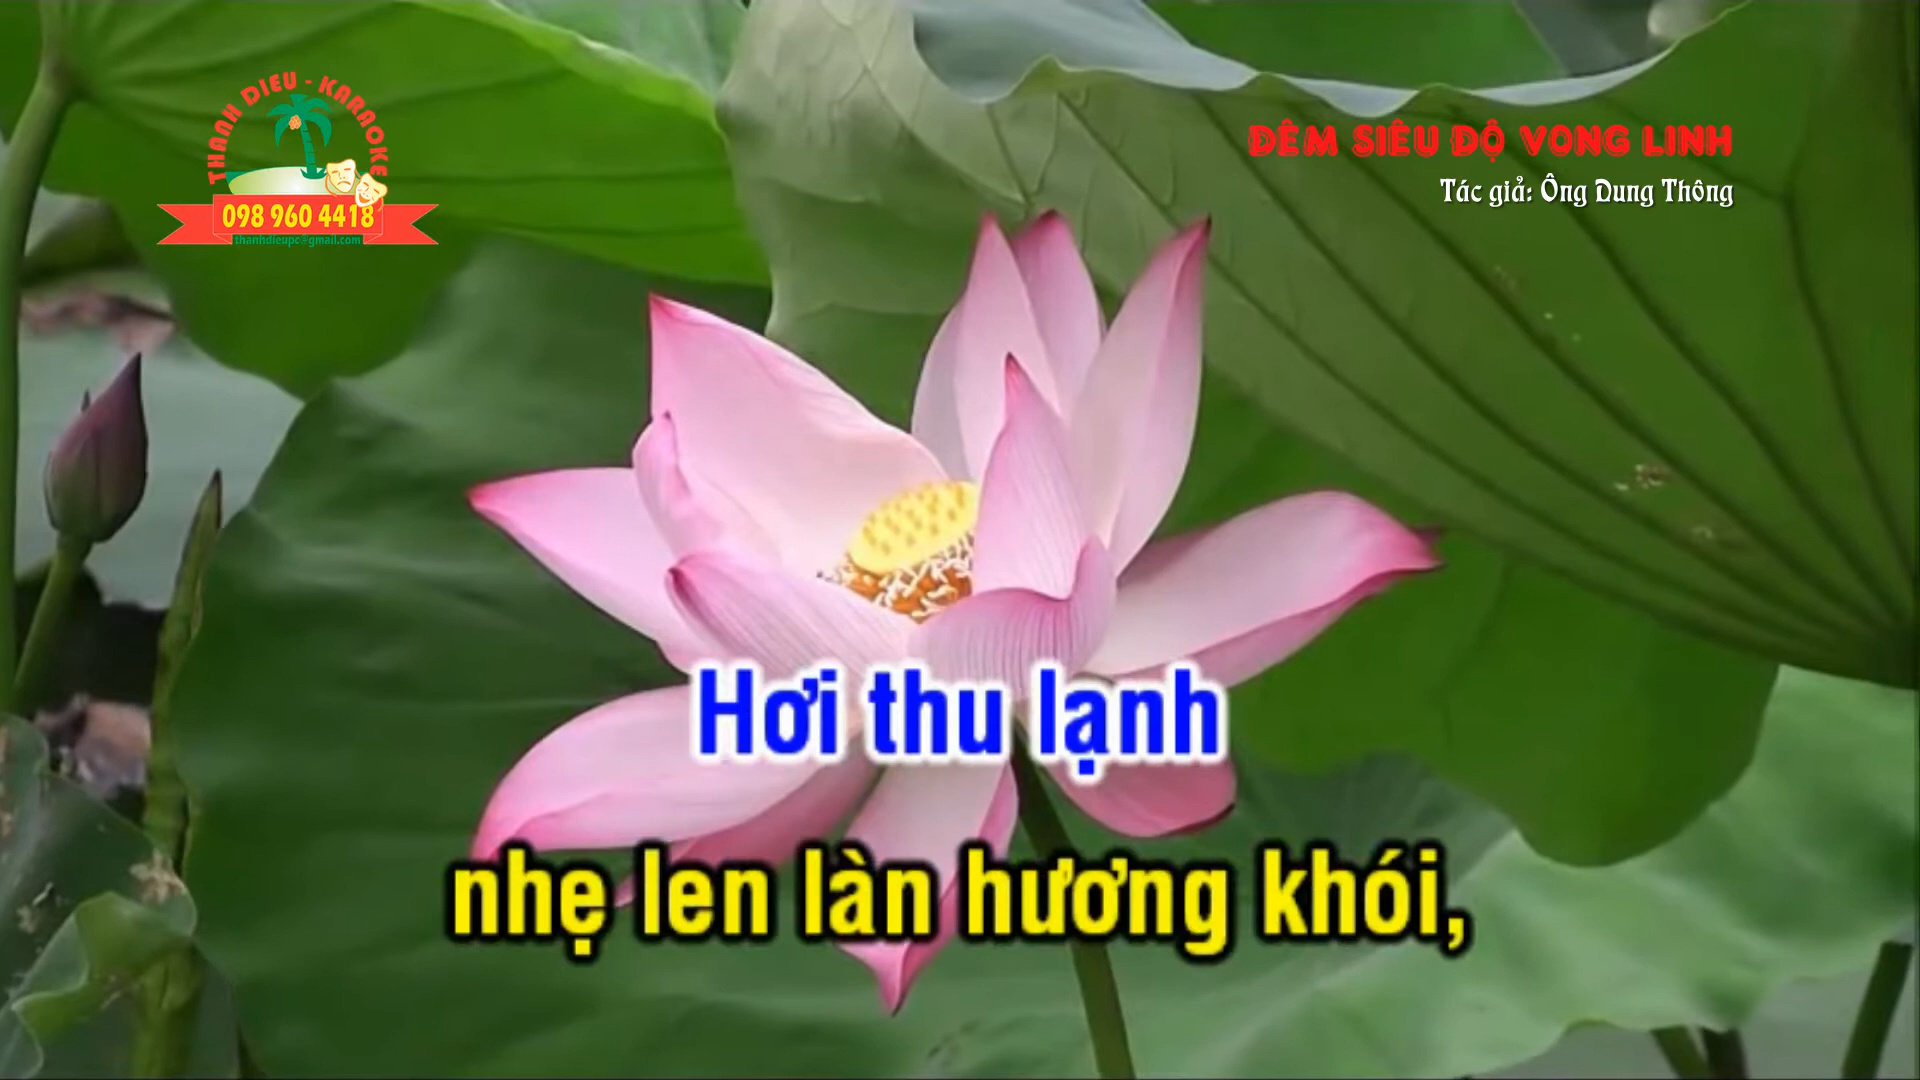 THANH DIEU - KARAOKE
098 960 4418
thanhdieupc@gmail.com
ĐÊM SIÊU ĐỘ VONG LINH
Tác giả: Ông Dung Thông
Hơi thu lạnh
nhẹ len làn hương khói,